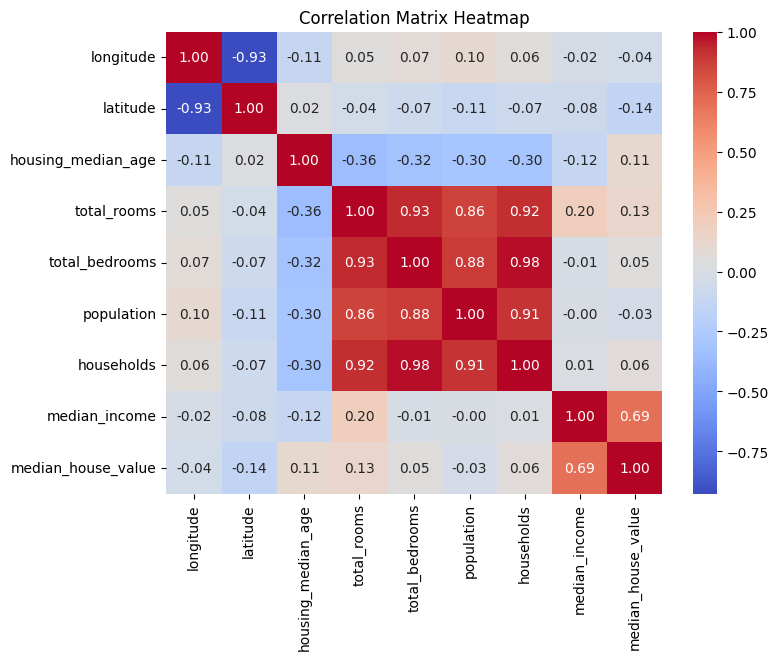 Correlation Matrix Heatmap
longitude 1.00 -0.93 -0.11 0.05 0.07 0.10 0.06 -0.02 -0.04
latitude -0.93 1.00 0.02 -0.04 -0.07 -0.11 -0.07 -0.08 -0.14
housing_median_age -0.11 0.02 1.00 -0.36 -0.32 -0.30 -0.30 -0.12 0.11
total_rooms 0.05 -0.04 -0.36 1.00 0.93 0.86 0.92 0.20 0.13
total_bedrooms 0.07 -0.07 -0.32 0.93 1.00 0.88 0.98 -0.01 0.05
population 0.10 -0.11 -0.30 0.86 0.88 1.00 0.91 -0.00 -0.03
households 0.06 -0.07 -0.30 0.92 0.98 0.91 1.00 0.01 0.06
median_income -0.02 -0.08 -0.12 0.20 -0.01 -0.00 0.01 1.00 0.69
median_house_value -0.04 -0.14 0.11 0.13 0.05 -0.03 0.06 0.69 1.00
longitude
latitude
housing_median_age
total_rooms
total_bedrooms
population
households
median_income
median_house_value
1.00
0.75
0.50
0.25
0.00
−0.25
−0.50
−0.75